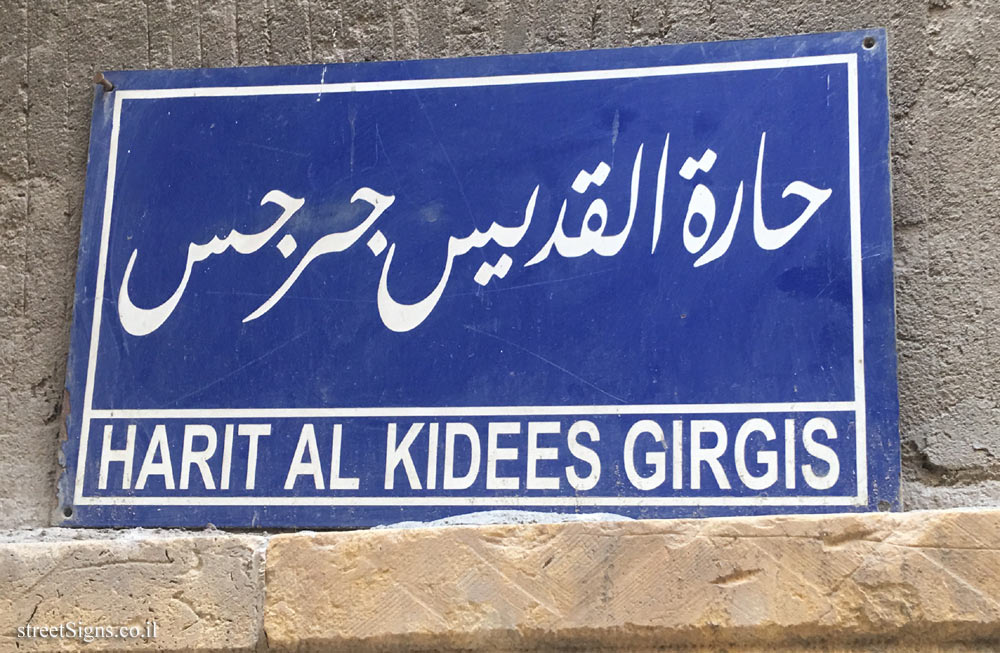 حارة القديس جرجس
HARIT AL KIDEES GIRGIS
streetSigns.co.il